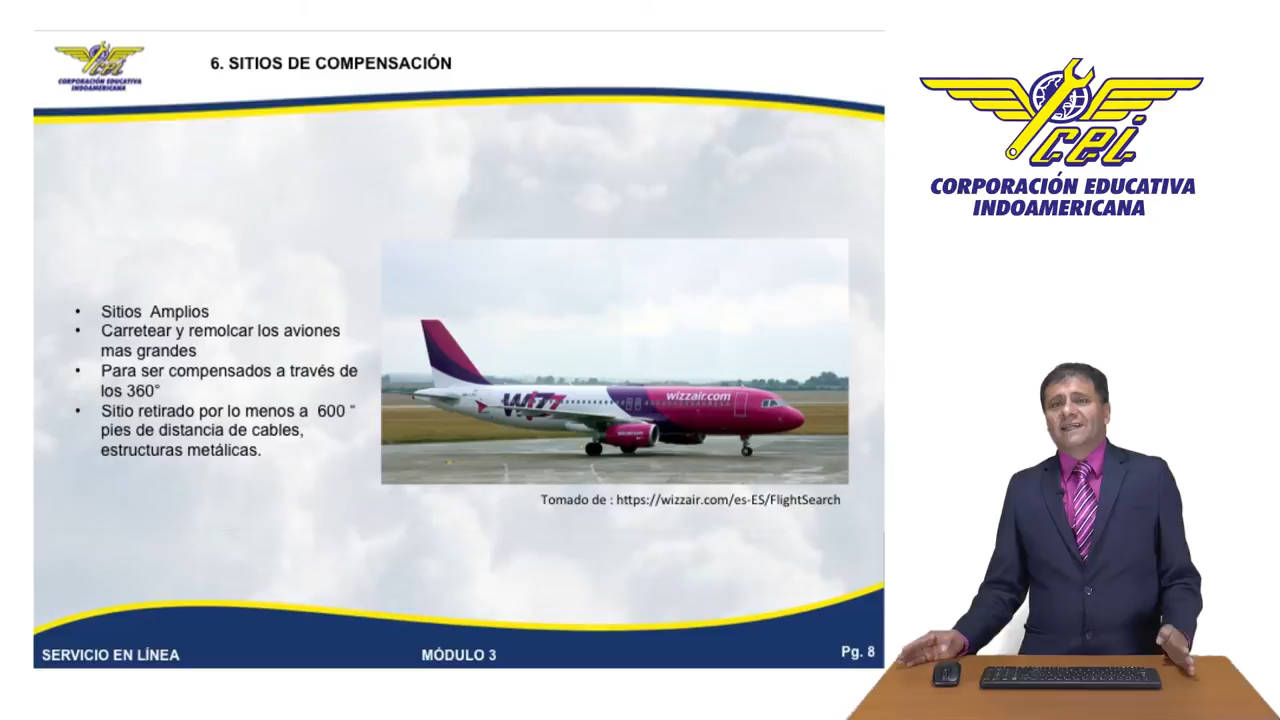 cei
CORPORACIÓN EDUCATIVA
INDOAMERICANA
6. SITIOS DE COMPENSACIÓN
• Sitios Amplios
• Carretear y remolcar los aviones
mas grandes
• Para ser compensados a través de
los 360°
• Sitio retirado por lo menos a 600 “
pies de distancia de cables,
estructuras metálicas.
wizzair.com
Tomado de : https://wizzair.com/es-ES/FlightSearch
SERVICIO EN LÍNEA
MÓDULO 3
Pg. 8
cei
CORPORACIÓN EDUCATIVA
INDOAMERICANA